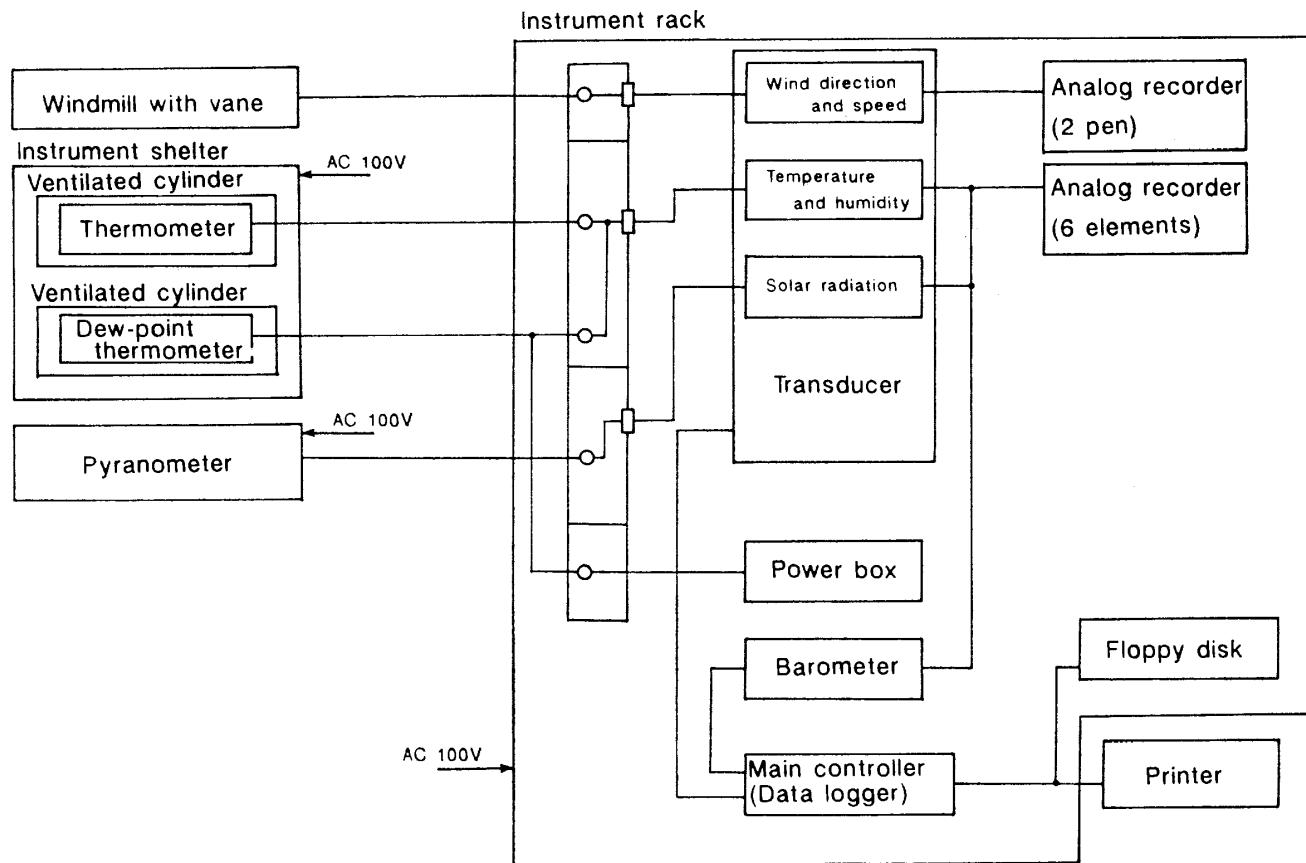 Instrument rack
Windmill with vane
Wind direction
and speed
Analog recorder
(2 pen)
Instrument shelter
AC 100V
Ventilated cylinder
Thermometer
Temperature
and humidity
Analog recorder
(6 elements)
Ventilated cylinder
Dew-point
thermometer
Solar radiation
Transducer
AC 100V
Pyranometer
Power box
Barometer
Floppy disk
AC 100V
Main controller
(Data logger)
Printer